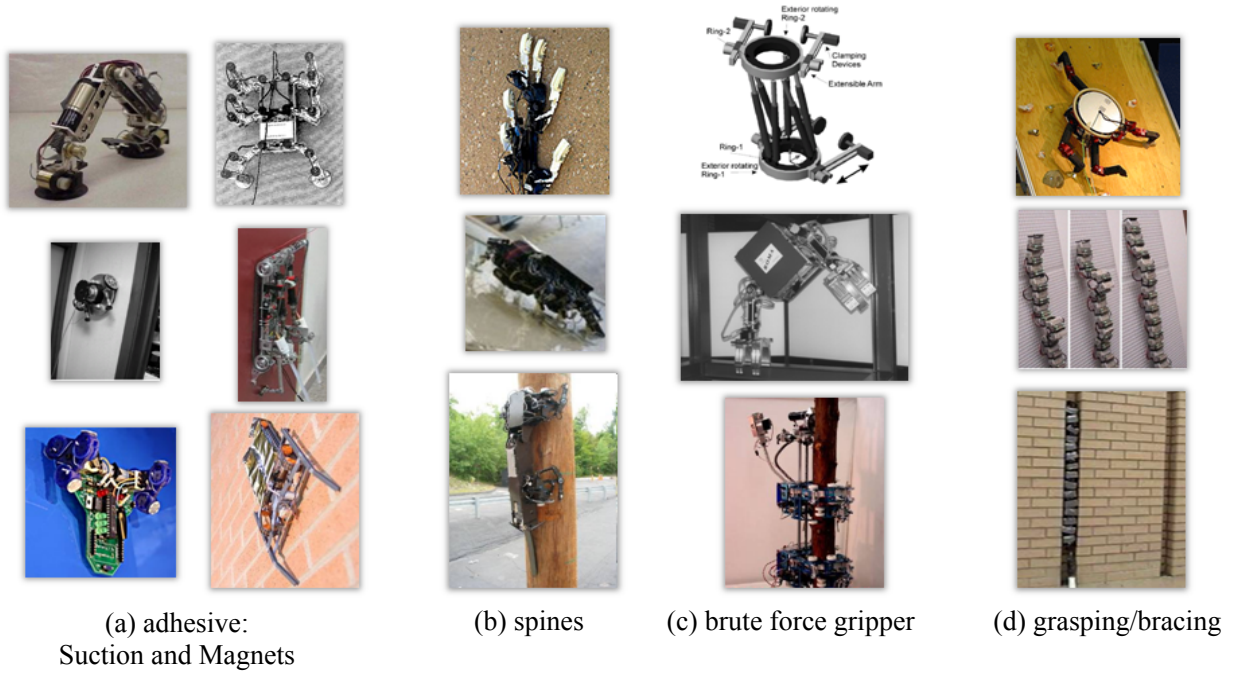 Ring-2
Exterior rotating
Ring-2
Clamping
Devices
Extensible Arm
Ring-1
Exterior rotating
Ring-1
(a) adhesive:
Suction and Magnets
(b) spines
(c) brute force gripper
(d) grasping/bracing